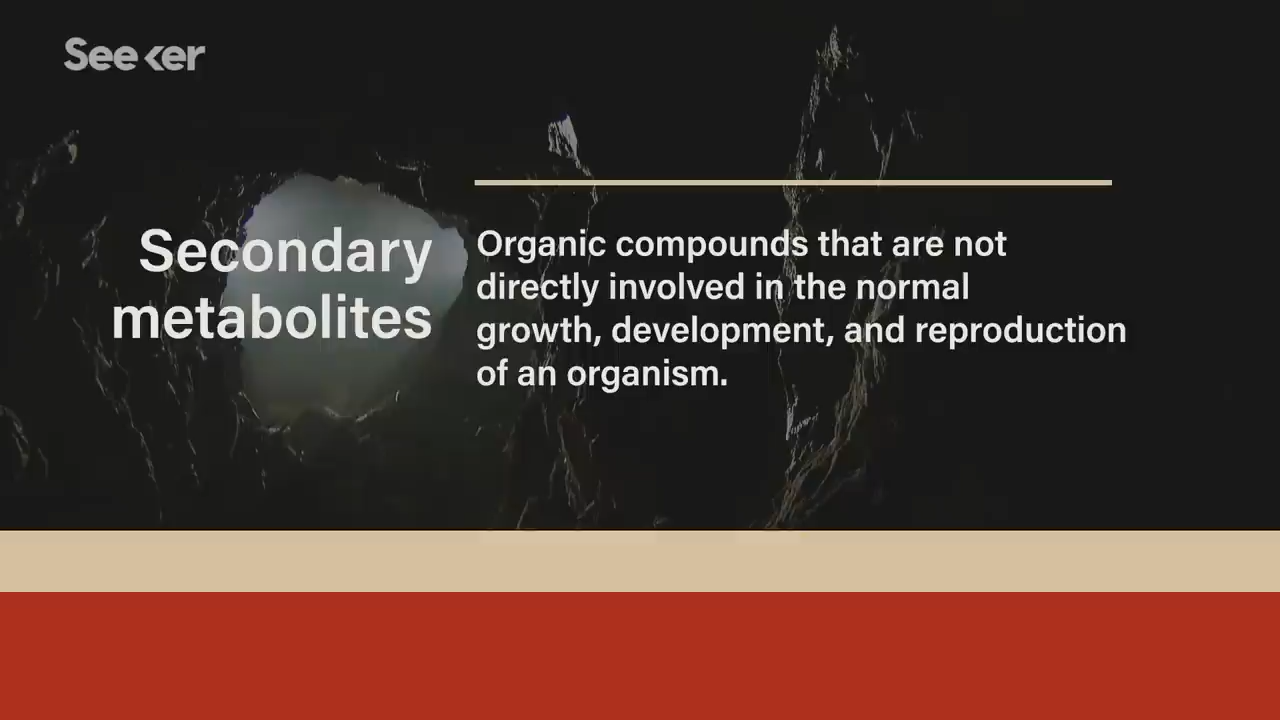 Seeker
Secondary
metabolites
Organic compounds that are not
directly involved in the normal
growth, development, and reproduction
of an organism.